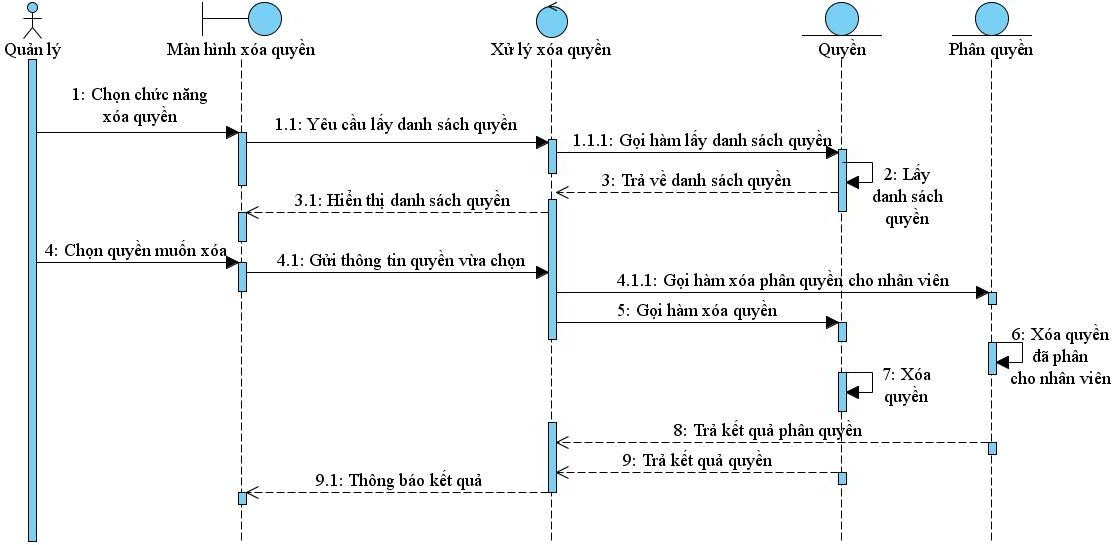 Quản lý
Màn hình xóa quyền
Xử lý xóa quyền
Quyền
Phân quyền
1: Chọn chức năng
xóa quyền
1.1: Yêu cầu lấy danh sách quyền
1.1.1: Gọi hàm lấy danh sách quyền
2: Lấy
danh sách
quyền
3: Trả về danh sách quyền
3.1: Hiển thị danh sách quyền
4: Chọn quyền muốn xóa
4.1: Gửi thông tin quyền vừa chọn
4.1.1: Gọi hàm xóa phân quyền cho nhân viên
5: Gọi hàm xóa quyền
6: Xóa quyền
đã phân
cho nhân viên
7: Xóa
quyền
8: Trả kết quả phân quyền
9: Trả kết quả quyền
9.1: Thông báo kết quả